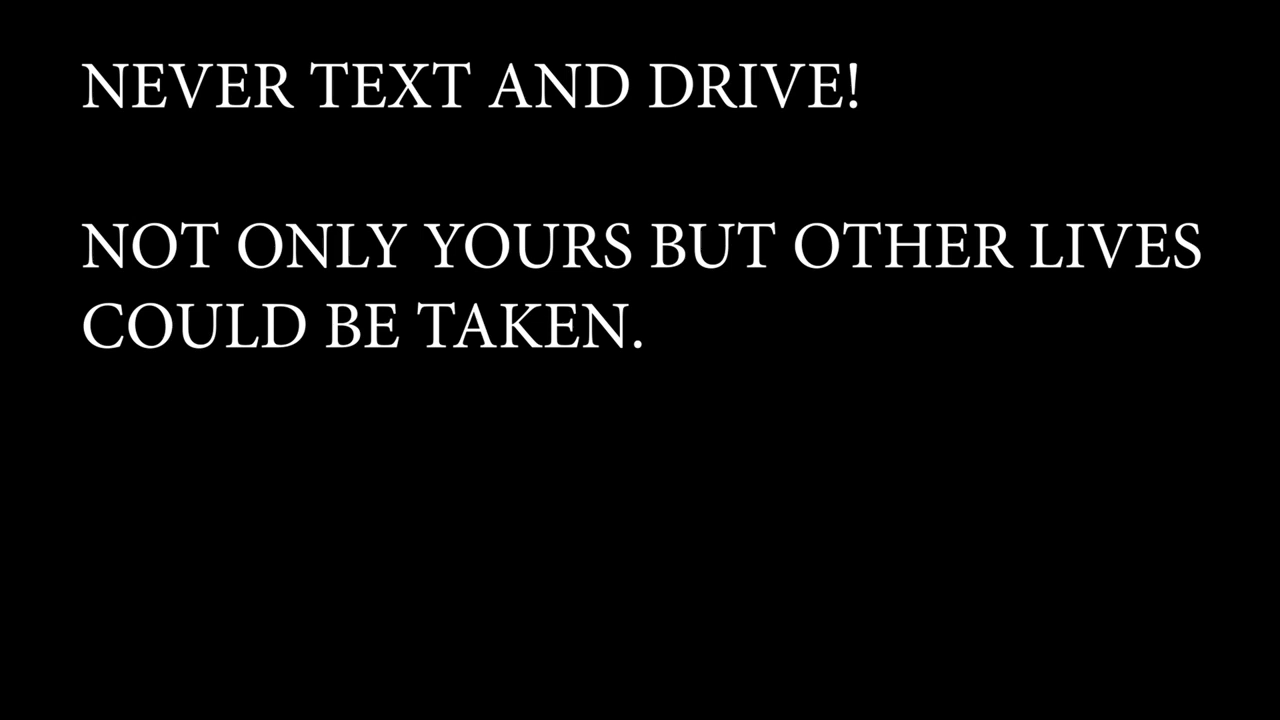 NEVER TEXT AND DRIVE!
NOT ONLY YOURS BUT OTHER LIVES
COULD BE TAKEN.